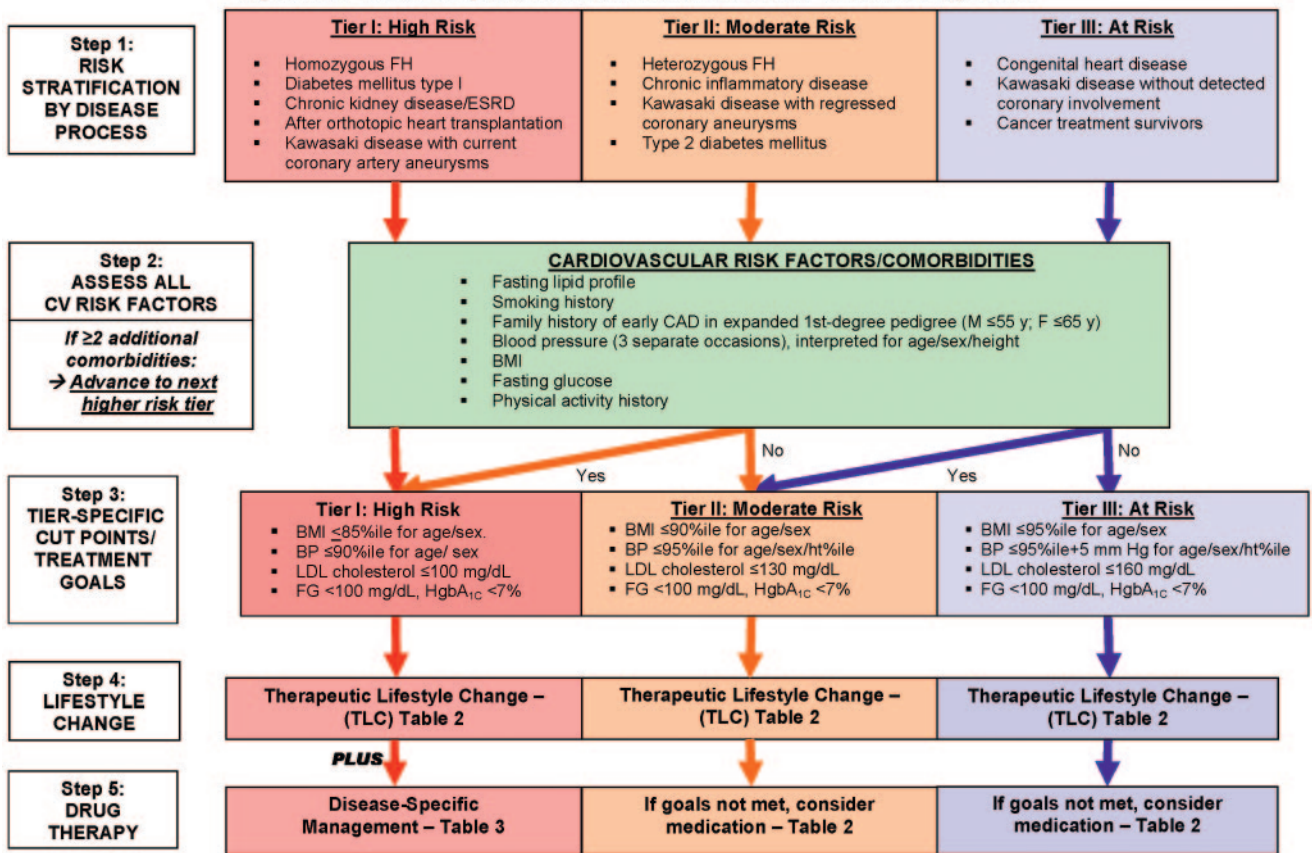 Step 1:
RISK
STRATIFICATION
BY DISEASE
PROCESS
Tier I: High Risk
▪ Homozygous FH
▪ Diabetes mellitus type I
▪ Chronic kidney disease/ESRD
▪ After orthotopic heart transplantation
▪ Kawasaki disease with current
coronary artery aneurysms
Tier II: Moderate Risk
▪ Heterozygous FH
▪ Chronic inflammatory disease
▪ Kawasaki disease with regressed
coronary aneurysms
▪ Type 2 diabetes mellitus
Tier III: At Risk
▪ Congenital heart disease
▪ Kawasaki disease without detected
coronary involvement
▪ Cancer treatment survivors
Step 2:
ASSESS ALL
CV RISK FACTORS
If ≥2 additional
comorbidities:
→ Advance to next
higher risk tier
CARDIOVASCULAR RISK FACTORS/COMORBIDITIES
▪ Fasting lipid profile
▪ Smoking history
▪ Family history of early CAD in expanded 1st-degree pedigree (M ≤55 y; F ≤65 y)
▪ Blood pressure (3 separate occasions), interpreted for age/sex/height
▪ BMI
▪ Fasting glucose
▪ Physical activity history
Yes
No
Yes
No
Step 3:
TIER-SPECIFIC
CUT POINTS/
TREATMENT
GOALS
Tier I: High Risk
▪ BMI ≤85%ile for age/sex.
▪ BP ≤90%ile for age/ sex
▪ LDL cholesterol ≤100 mg/dL
▪ FG <100 mg/dL, HgbA1C <7%
Tier II: Moderate Risk
▪ BMI ≤90%ile for age/sex
▪ BP ≤95%ile for age/sex/ht%ile
▪ LDL cholesterol ≤130 mg/dL
▪ FG <100 mg/dL, HgbA1C <7%
Tier III: At Risk
▪ BMI ≤95%ile for age/sex
▪ BP ≤95%ile+5 mm Hg for age/sex/ht%ile
▪ LDL cholesterol ≤160 mg/dL
▪ FG <100 mg/dL, HgbA1C <7%
Step 4:
LIFESTYLE
CHANGE
Therapeutic Lifestyle Change –
(TLC) Table 2
Therapeutic Lifestyle Change –
(TLC) Table 2
Therapeutic Lifestyle Change –
(TLC) Table 2
PLUS
Step 5:
DRUG
THERAPY
Disease-Specific
Management – Table 3
If goals not met, consider
medication – Table 2
If goals not met, consider
medication – Table 2